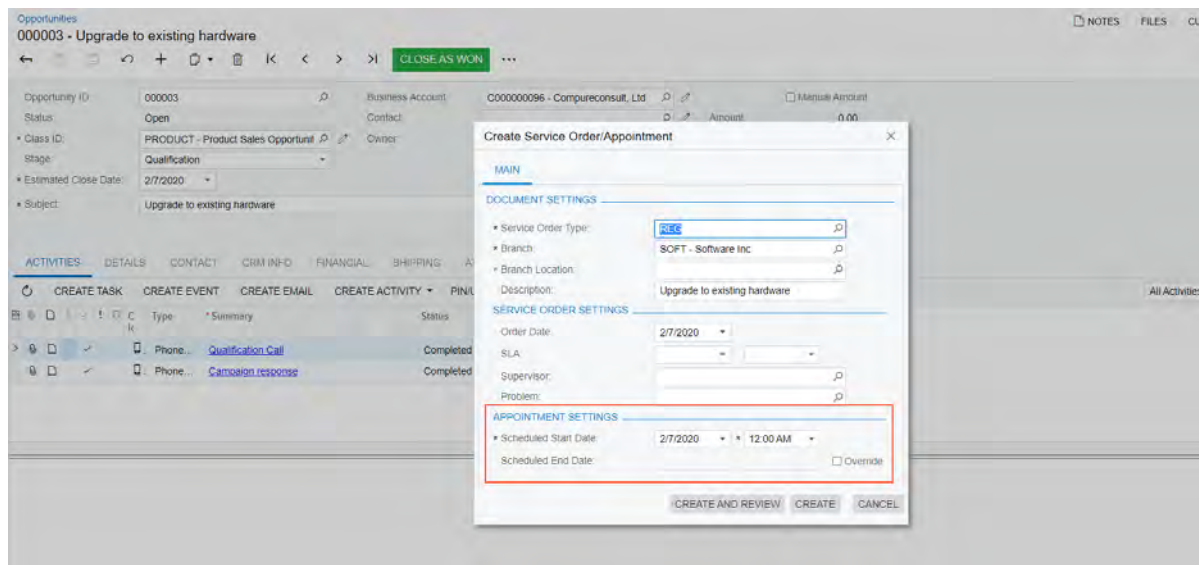 Opportunities
000003 - Upgrade to existing hardware
NOTES FILES
CLOSE AS WON
Opportunity ID: 000003 Business Account: C000000096 - Compureconsult, Ltd Manual Amount
Status: Open Contact: Amount: 0.00
* Class ID: PRODUCT - Product Sales Opportunit Owner:
Stage: Qualification
* Estimated Close Date: 2/7/2020
* Subject: Upgrade to existing hardware
Create Service Order/Appointment
MAIN
DOCUMENT SETTINGS
* Service Order Type: REG
* Branch: SOFT - Software Inc
* Branch Location:
Description: Upgrade to existing hardware
SERVICE ORDER SETTINGS
Order Date: 2/7/2020
SLA:
Supervisor:
Problem:
APPOINTMENT SETTINGS
* Scheduled Start Date: 2/7/2020 * 12:00 AM
Scheduled End Date: Override
CREATE AND REVIEW CREATE CANCEL
ACTIVITIES DETAILS CONTACT CRM INFO FINANCIAL SHIPPING
CREATE TASK CREATE EVENT CREATE EMAIL CREATE ACTIVITY All Activities
Type * Summary Status
Phone... Qualification Call Completed
Phone... Campaign response Completed